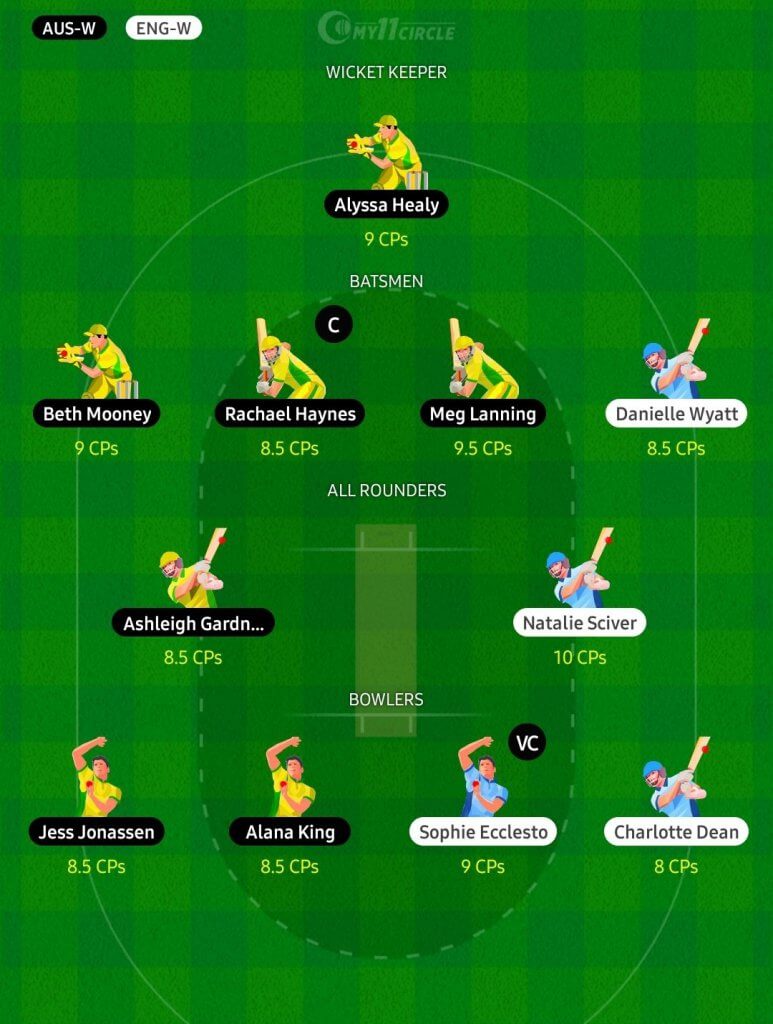 AUS-W
ENG-W
MY11CIRCLE
WICKET KEEPER
Alyssa Healy
9 CPs
BATSMEN
C
Beth Mooney
Rachael Haynes
Meg Lanning
Danielle Wyatt
9 CPs
8.5 CPs
9.5 CPs
8.5 CPs
ALL ROUNDERS
Ashleigh Gardn...
Natalie Sciver
8.5 CPs
10 CPs
BOWLERS
VC
Jess Jonassen
Alana King
Sophie Ecclesto
Charlotte Dean
8.5 CPs
8.5 CPs
9 CPs
8 CPs